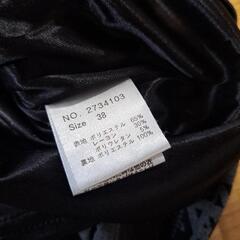 NO. 2734103
Size 38
表地 ポリエステル 65%
レーヨン 30%
ポリウレタン 5%
裏地 ポリエステル 100%